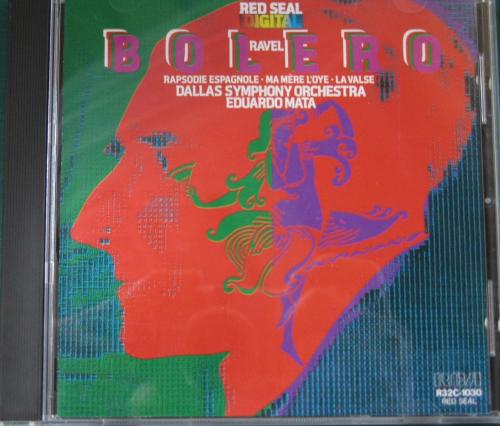 RED SEAL
DIGITAL
RAVEL
BOLERO
RAPSODIE ESPAGNOLE · MA MÈRE L'OYE · LA VALSE
DALLAS SYMPHONY ORCHESTRA
EDUARDO MATA
RCA
R32C-1030
RED SEAL